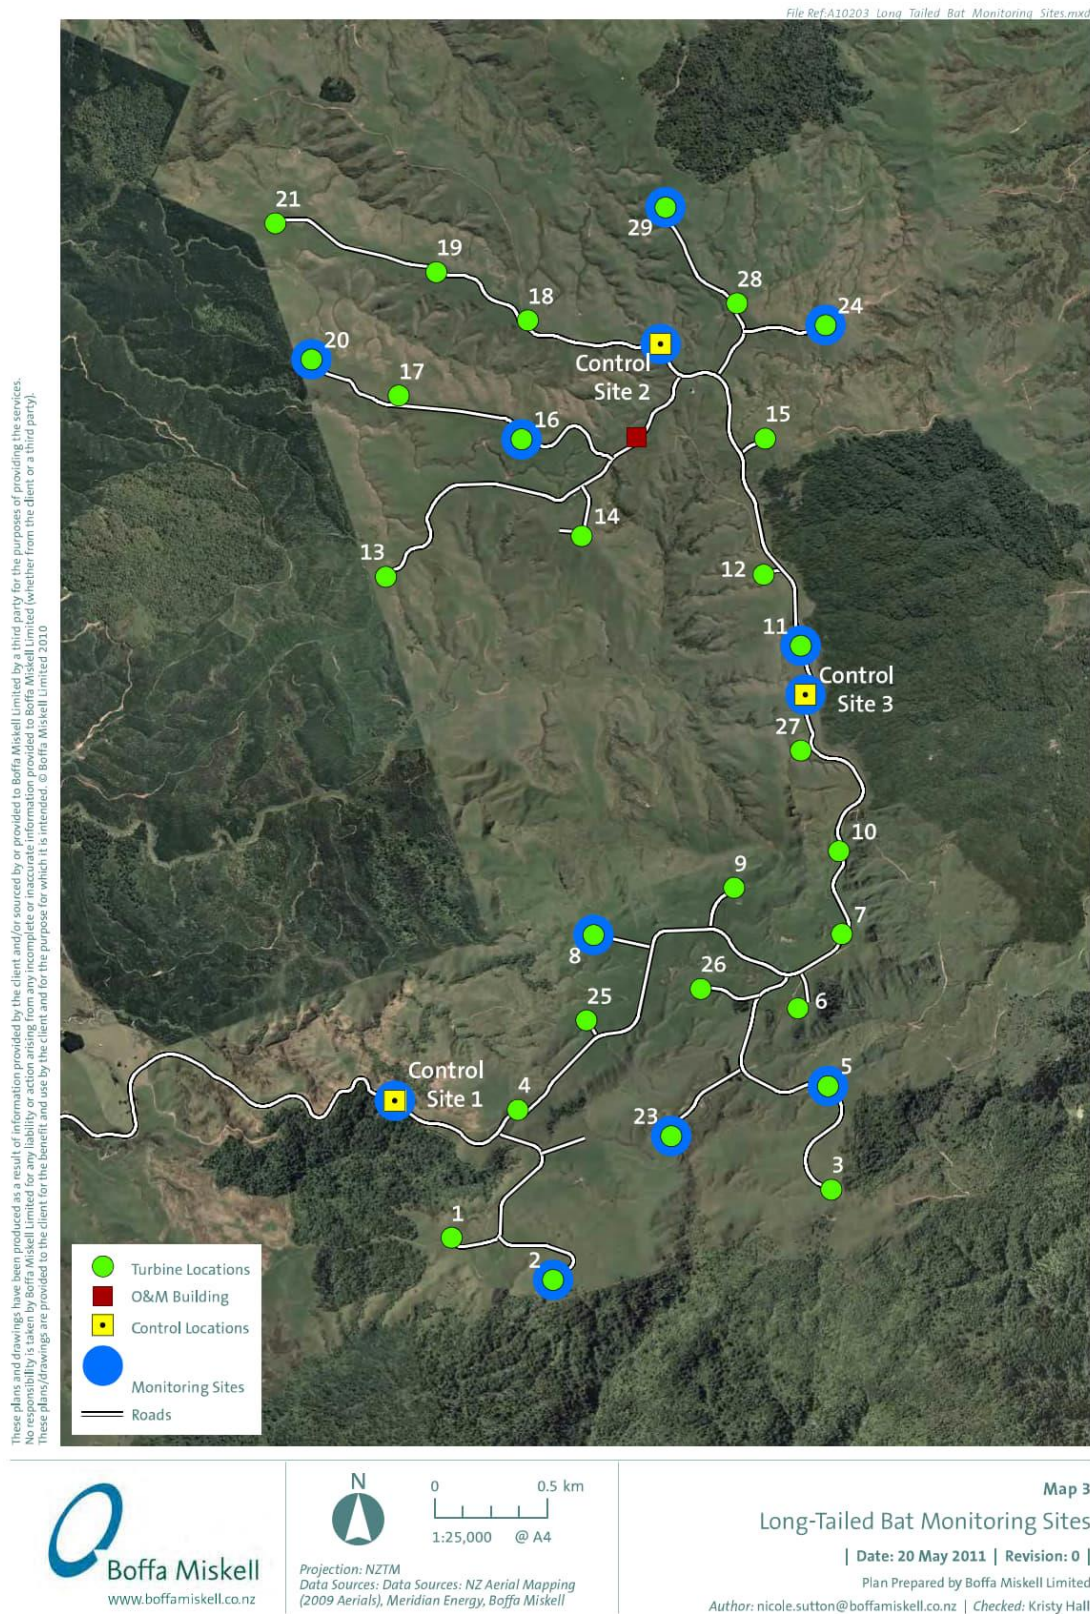 File Ref:A10203_Long_Tailed_Bat_Monitoring_Sites.mxd
These plans and drawings have been produced as a result of information provided by the client and/or sourced by or provided to Boffa Miskell Limited by a third party for the purposes of providing the services.
No responsibility is taken by Boffa Miskell Limited for any liability or action arising from any incomplete or inaccurate information provided to Boffa Miskell Limited (whether from the client or a third party).
These plans/drawings are provided to the client for the benefit and use by the client and for the purpose for which it is intended. © Boffa Miskell Limited 2010
21
29
19
28
18
24
20
Control
Site 2
17
16
15
14
13
12
11
Control
Site 3
27
10
9
7
8
26
6
25
Control
Site 1
4
5
23
3
1
2
Turbine Locations
O&M Building
Control Locations
Monitoring Sites
Roads
Boffa Miskell
www.boffamiskell.co.nz
N
0 0.5 km
1:25,000 @ A4
Projection: NZTM
Data Sources: Data Sources: NZ Aerial Mapping
(2009 Aerials), Meridian Energy, Boffa Miskell
Map 3
Long-Tailed Bat Monitoring Sites
| Date: 20 May 2011 | Revision: 0 |
Plan Prepared by Boffa Miskell Limited
Author: nicole.sutton@boffamiskell.co.nz | Checked: Kristy Hall